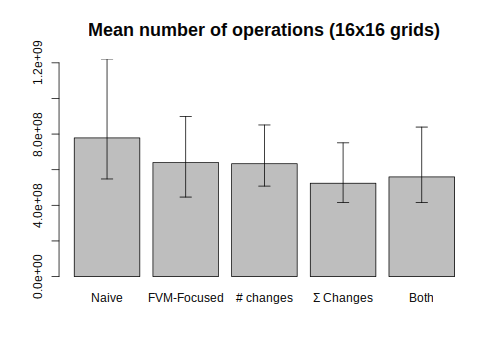 Mean number of operations (16x16 grids)
1.2e+09
8.0e+08
4.0e+08
0.0e+00
Naive
FVM-Focused
# changes
Σ Changes
Both